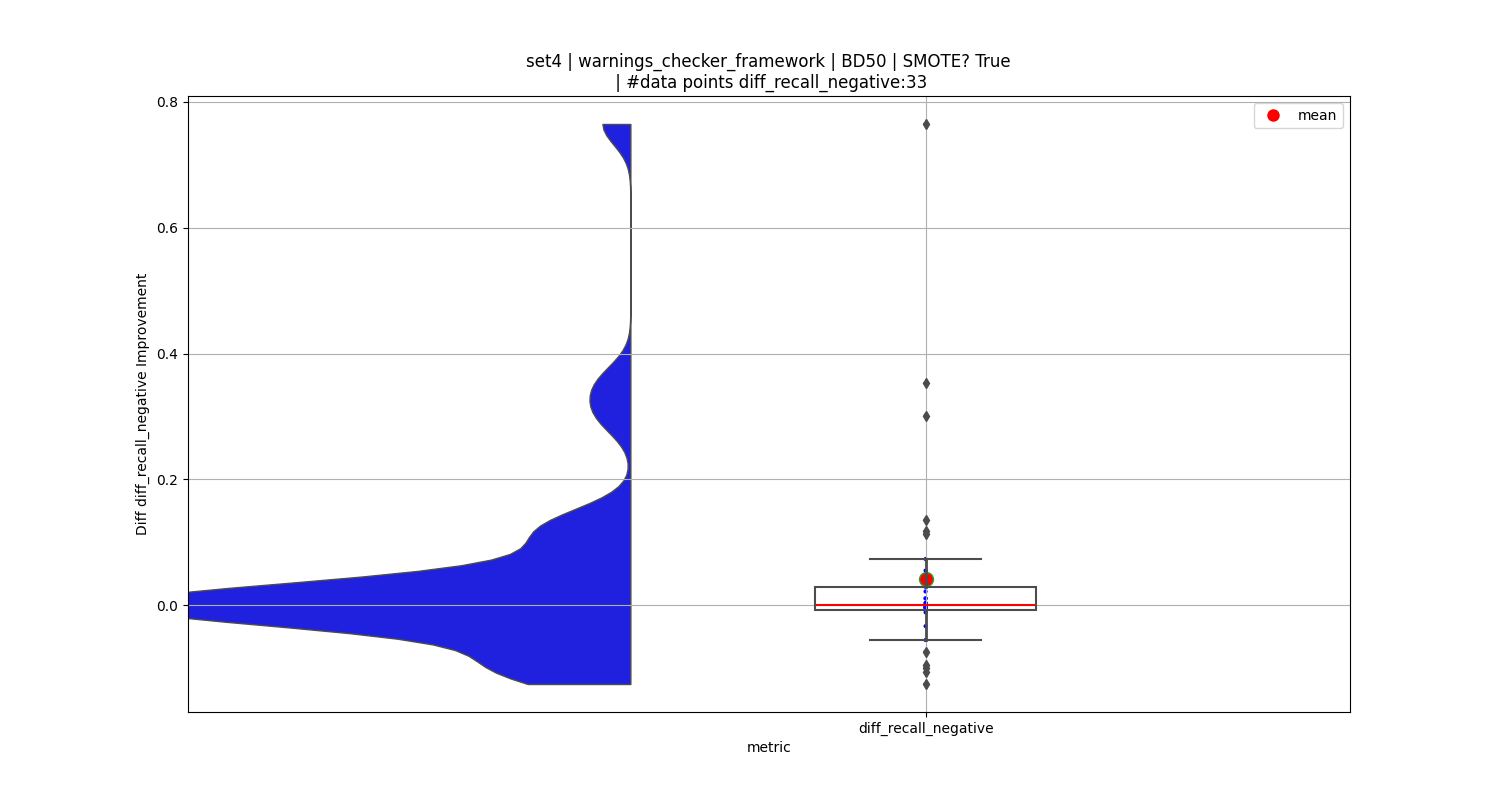 set4 | warnings_checker_framework | BD50 | SMOTE? True
| #data points diff_recall_negative:33
mean
0.8
0.6
0.4
0.2
0.0
Diff diff_recall_negative Improvement
diff_recall_negative
metric